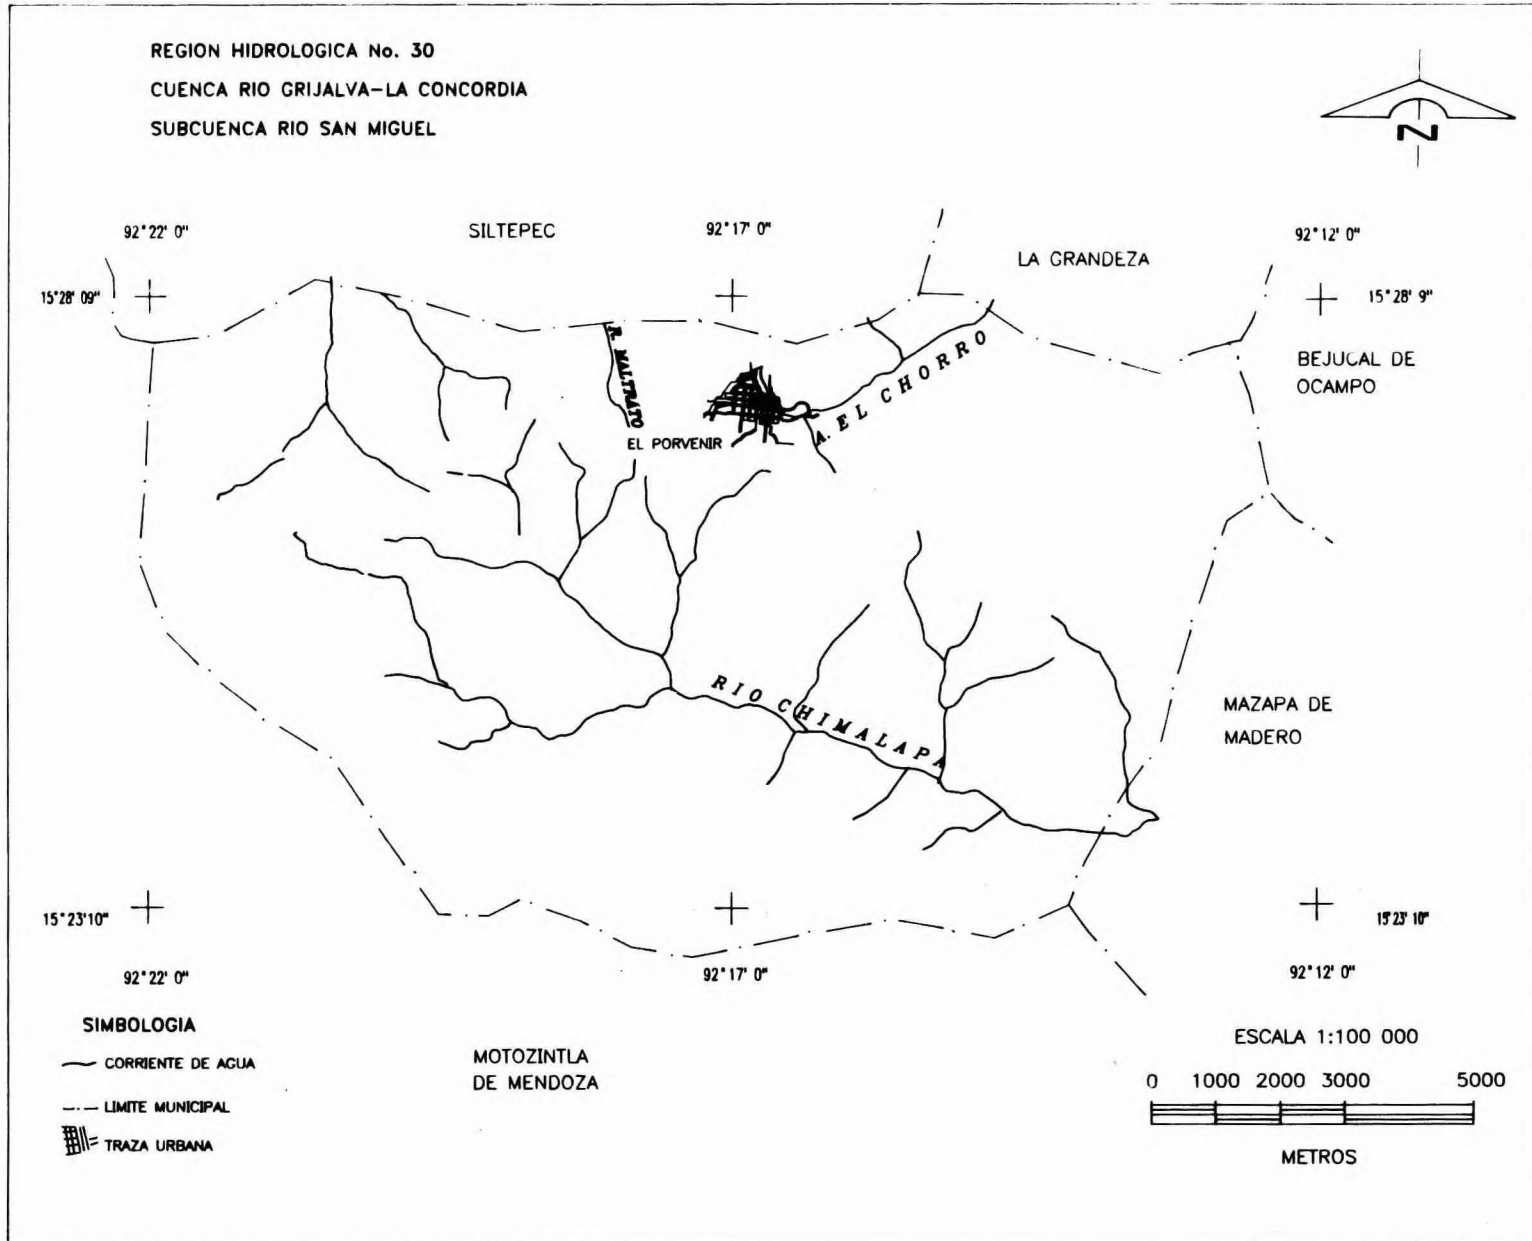 REGION HIDROLOGICA No. 30
CUENCA RIO GRIJALVA-LA CONCORDIA
SUBCUENCA RIO SAN MIGUEL
N
92°22' 0"
SILTEPEC
92°17' 0"
LA GRANDEZA
92°12' 0"
15°28' 09"
15°28' 9"
R. MALTRATO
A. EL CHORRO
BEJUCAL DE
OCAMPO
EL PORVENIR
RIO CHIMALAPA
MAZAPA DE
MADERO
15°23'10"
15°23'10"
92°22' 0"
92°17' 0"
92°12' 0"
SIMBOLOGIA
CORRIENTE DE AGUA
LIMITE MUNICIPAL
TRAZA URBANA
MOTOZINTLA
DE MENDOZA
ESCALA 1:100 000
0 1000 2000 3000 5000
METROS